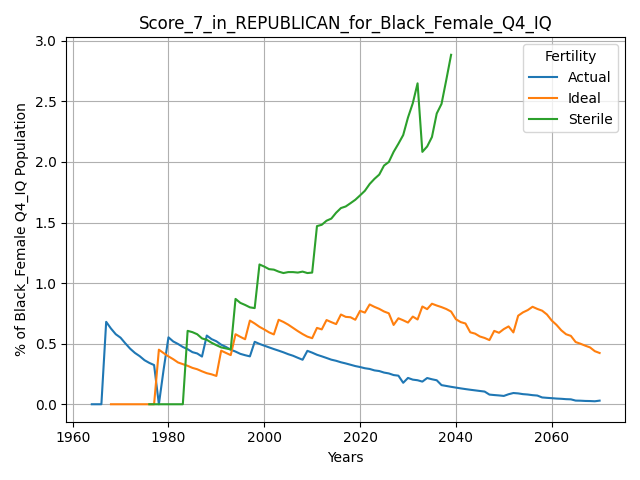 Score_7_in_REPUBLICAN_for_Black_Female_Q4_IQ
% of Black_Female Q4_IQ Population
3.0
2.5
2.0
1.5
1.0
0.5
0.0
Fertility
Actual
Ideal
Sterile
1960 1980 2000 2020 2040 2060
Years